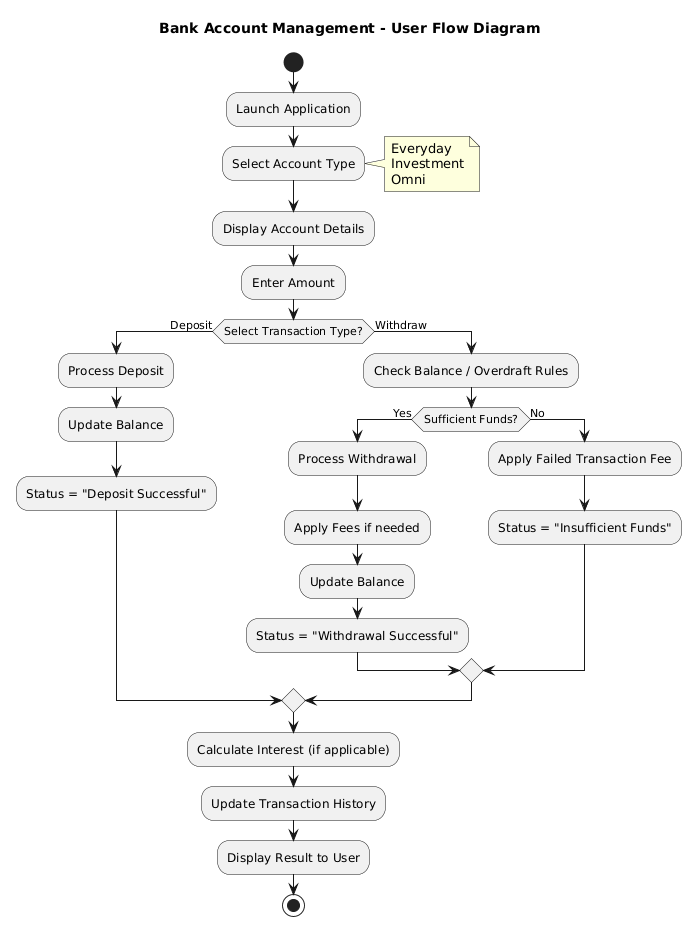 Bank Account Management - User Flow Diagram
Launch Application
Select Account Type
Everyday
Investment
Omni
Display Account Details
Enter Amount
Deposit
Select Transaction Type?
Withdraw
Process Deposit
Update Balance
Status = "Deposit Successful"
Check Balance / Overdraft Rules
Yes
Sufficient Funds?
No
Process Withdrawal
Apply Fees if needed
Update Balance
Status = "Withdrawal Successful"
Apply Failed Transaction Fee
Status = "Insufficient Funds"
Calculate Interest (if applicable)
Update Transaction History
Display Result to User